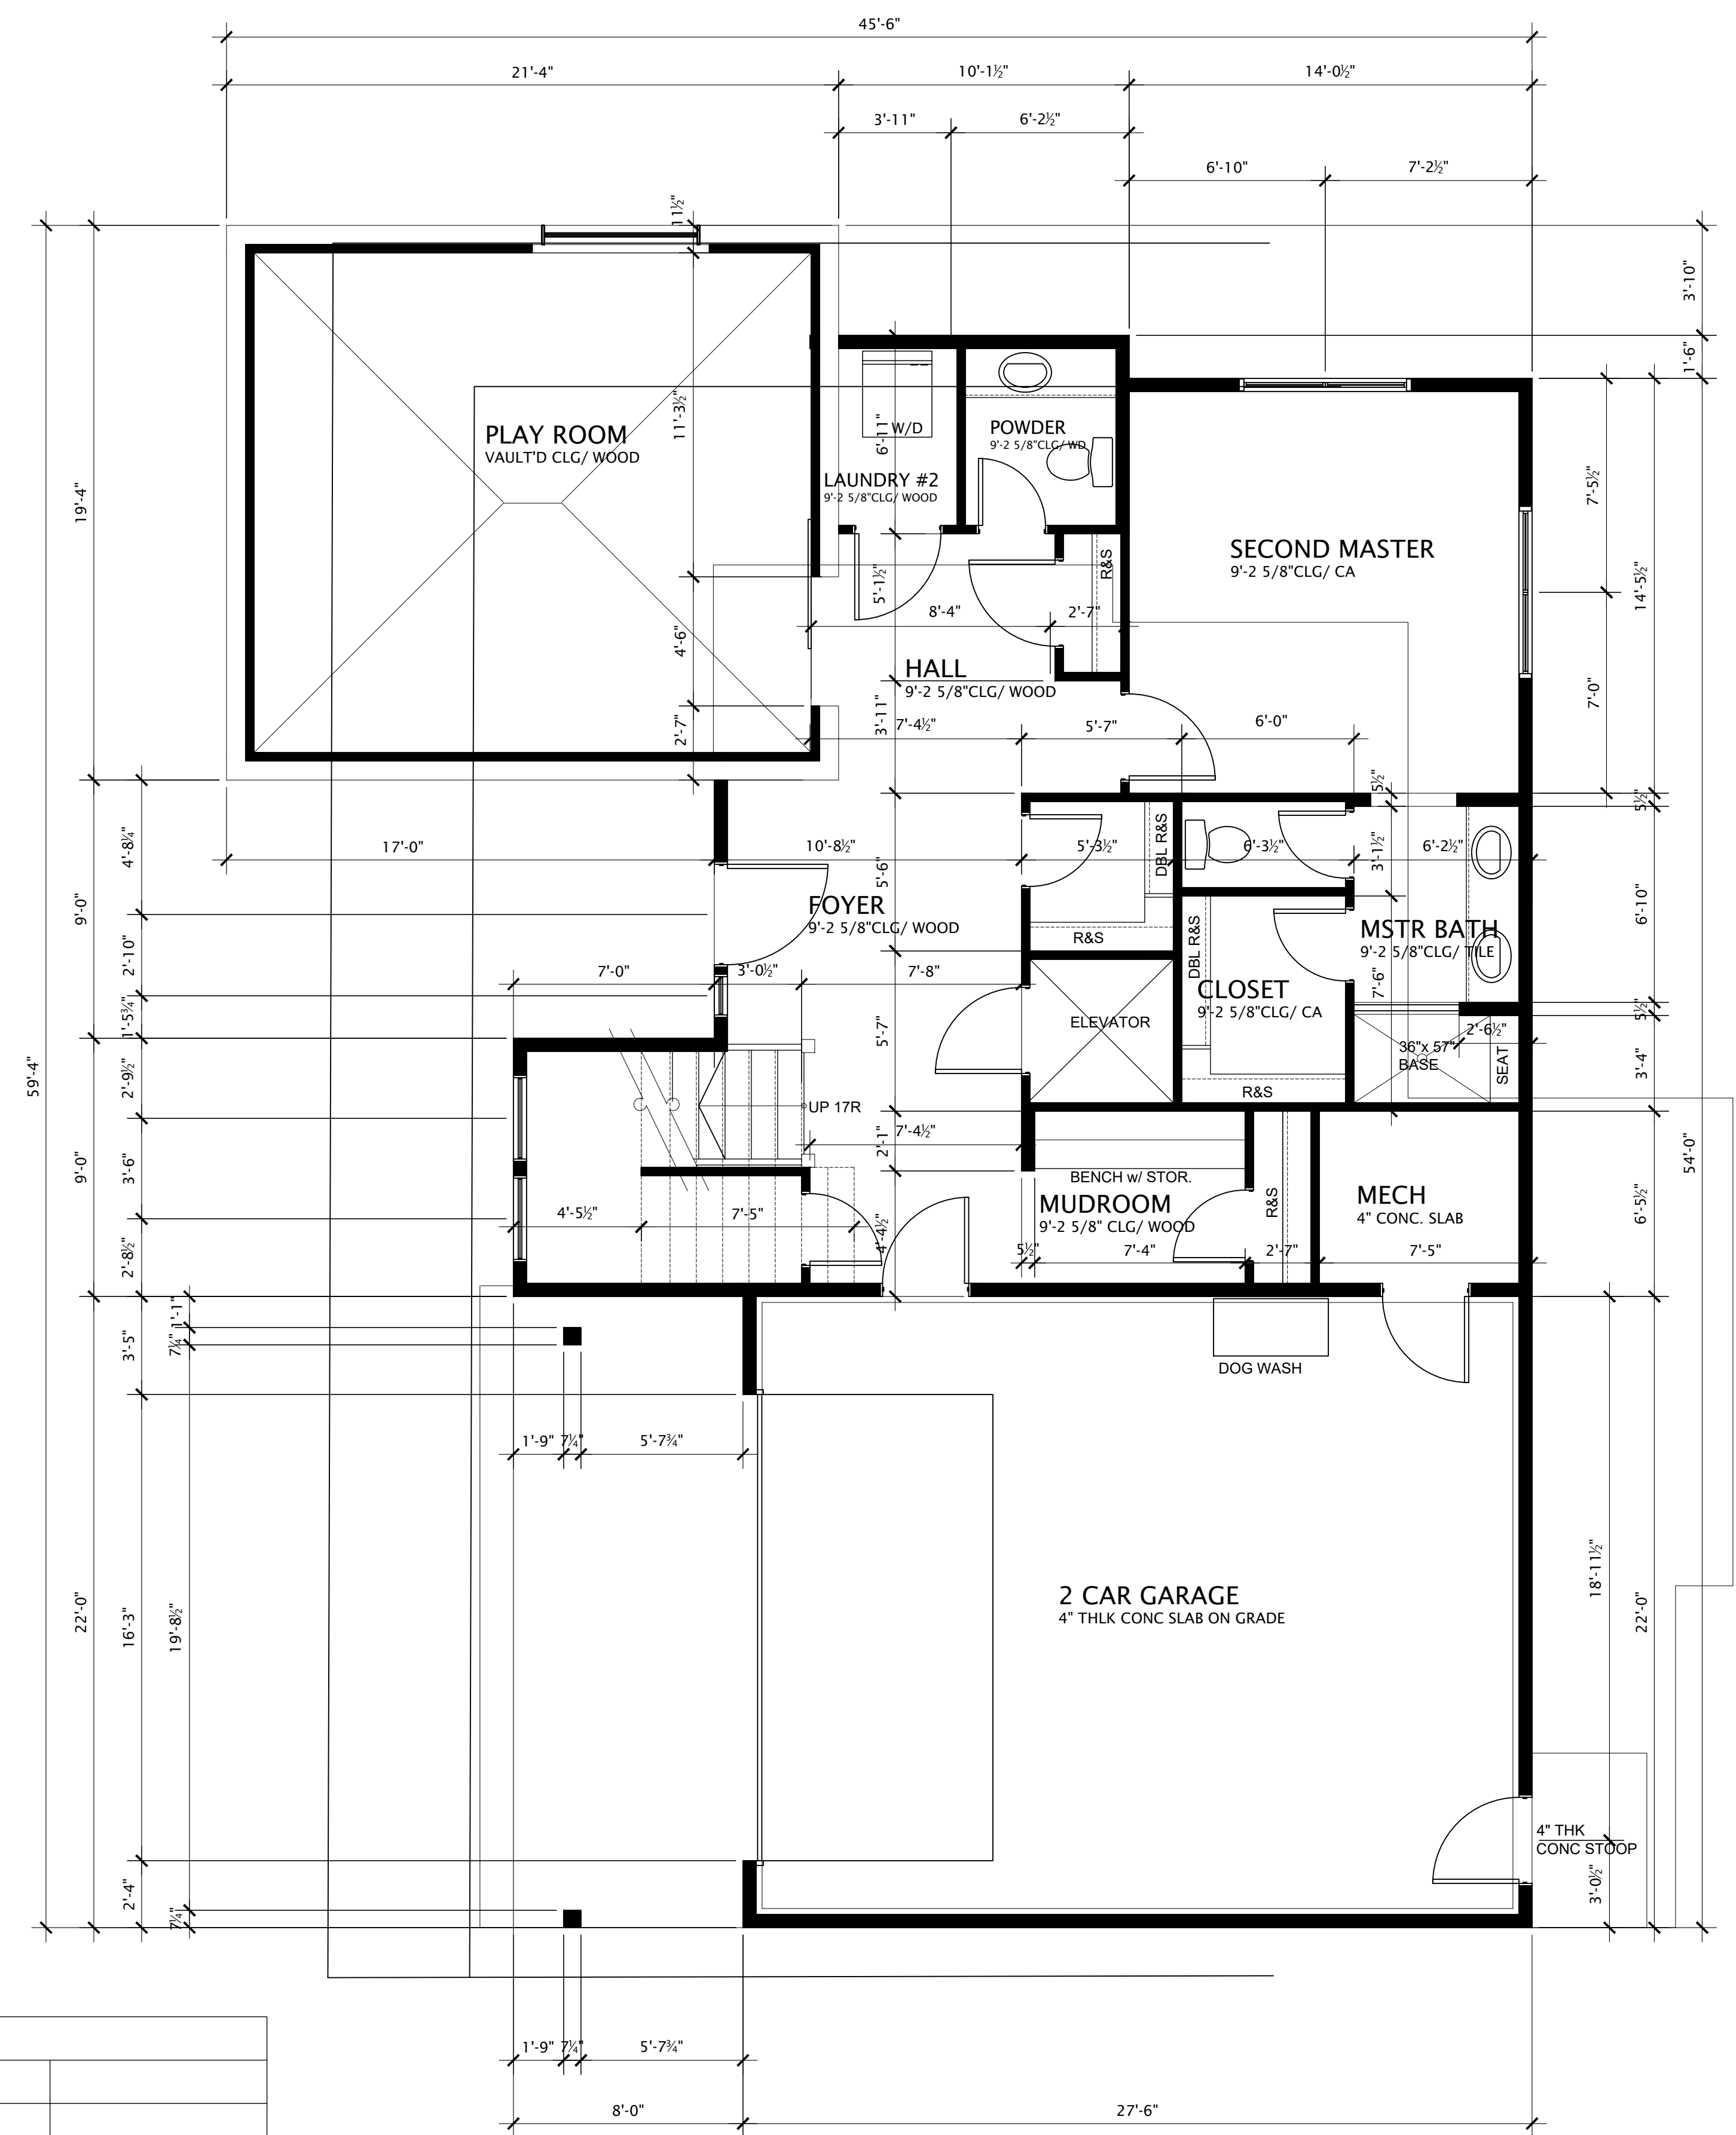 45'-6"
21'-4"
10'-1½"
14'-0½"
3'-11"
6'-2½"
6'-10"
7'-2½"
11½"
3'-10"
1'-6"
19'-4"
11'-3½"
6'-11"
W/D
PLAY ROOM
VAULT'D CLG/ WOOD
POWDER
9'-2 5/8"CLG/ WD
LAUNDRY #2
9'-2 5/8"CLG/ WOOD
7'-5½"
SECOND MASTER
9'-2 5/8"CLG/ CA
R&S
5'-1½"
14'-5½"
8'-4"
2'-7"
4'-6"
HALL
9'-2 5/8"CLG/ WOOD
7'-0"
2'-7"
3'-11"
7'-4½"
5'-7"
6'-0"
5½"
5½"
4'-8¼"
17'-0"
10'-8½"
5'-6"
5'-3½"
DBL R&S
6'-3½"
3'-1½"
6'-2½"
9'-0"
FOYER
9'-2 5/8"CLG/ WOOD
R&S
DBL R&S
MSTR BATH
9'-2 5/8"CLG/ TILE
6'-10"
2'-10"
7'-0"
3'-0½"
7'-8"
7'-6"
CLOSET
9'-2 5/8"CLG/ CA
1'-5¾"
5'-7"
ELEVATOR
2'-6½"
5½"
36"x 57"
BASE
SEAT
3'-4"
59'-4"
2'-9½"
R&S
UP 17R
7'-4½"
2'-1"
54'-0"
9'-0"
3'-6"
BENCH w/ STOR.
MUDROOM
9'-2 5/8" CLG/ WOOD
R&S
MECH
4" CONC. SLAB
6'-5½"
4'-5½"
7'-5"
4'-4½"
2'-8½"
5½"
7'-4"
2'-7"
7'-5"
1'-1"
7¼"
3'-5"
DOG WASH
1'-9"
7¼"
5'-7¾"
22'-0"
16'-3"
19'-8½"
2 CAR GARAGE
4" THLK CONC SLAB ON GRADE
18'-11½"
22'-0"
4" THK
CONC STOOP
2'-4"
7¼"
3'-0½"
1'-9"
7¼"
5'-7¾"
8'-0"
27'-6"